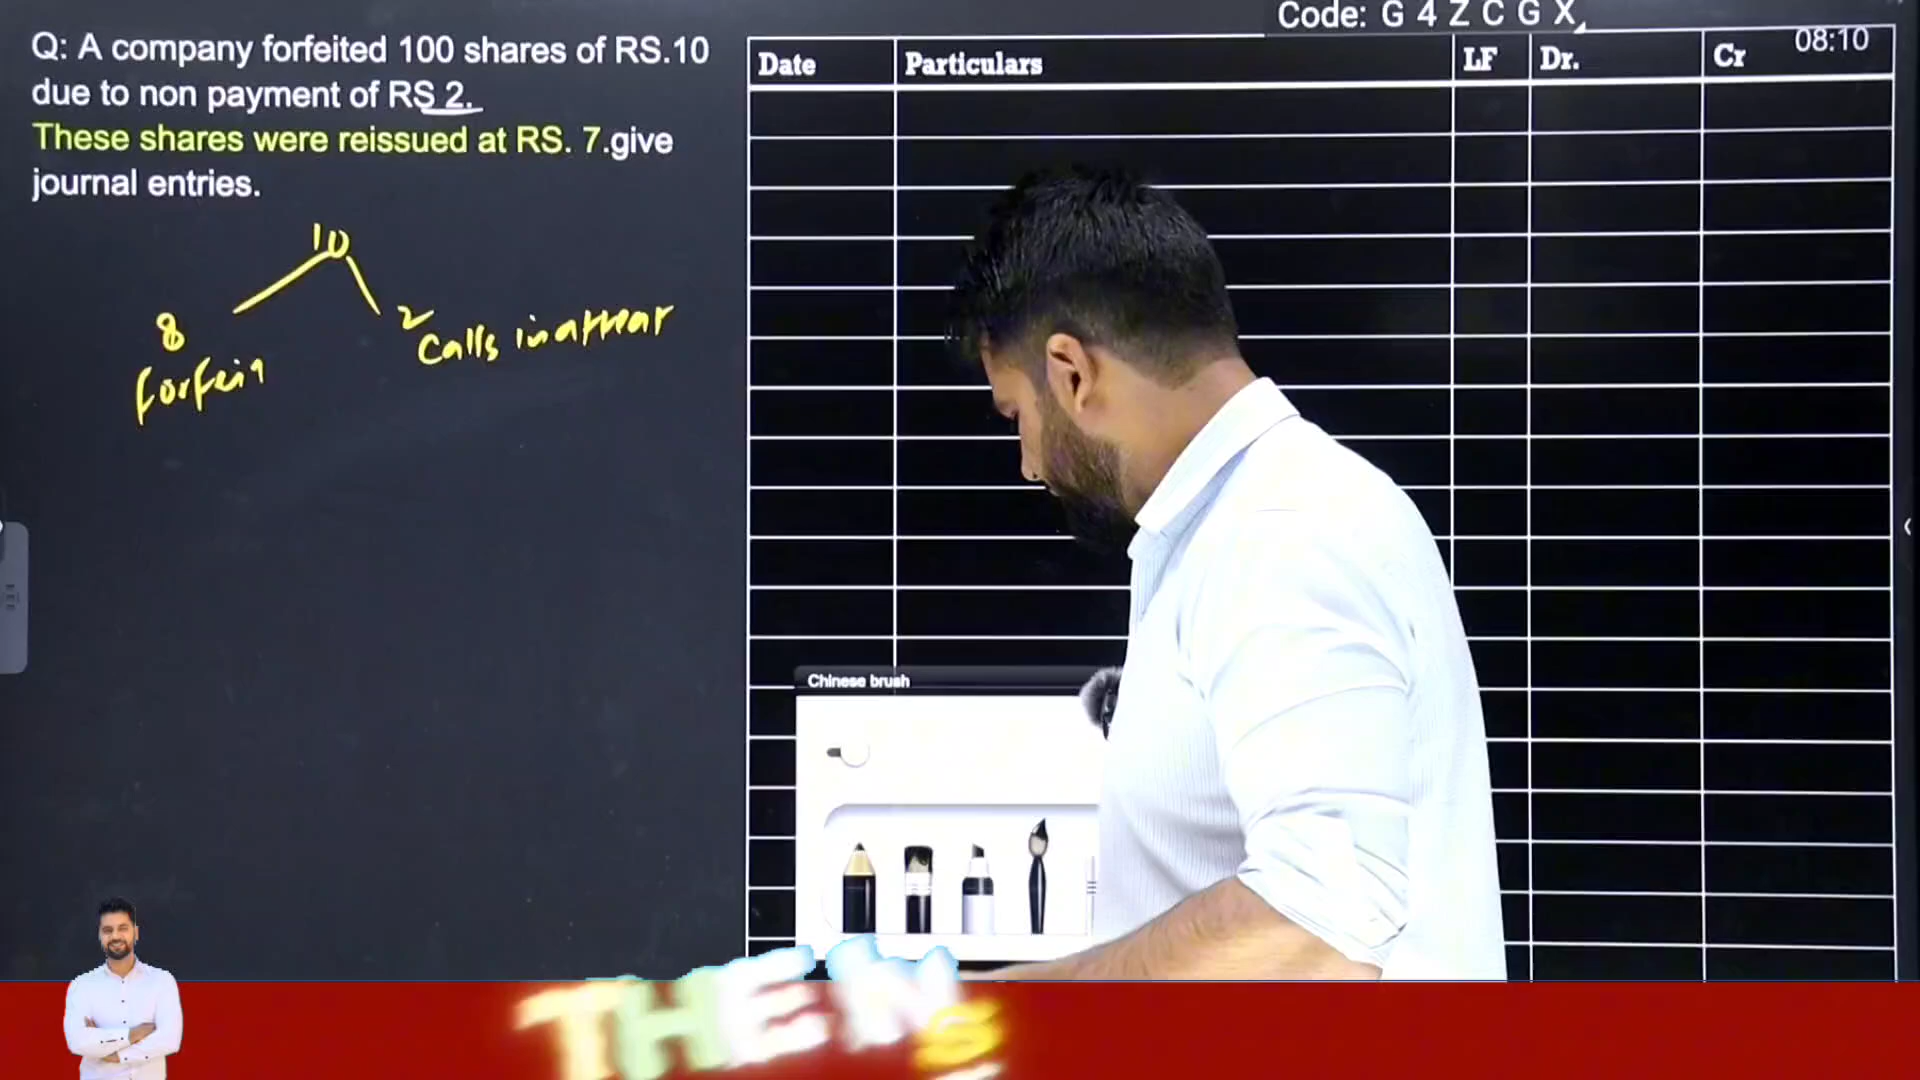 Code: G 4 Z C G X
08:10
Q: A company forfeited 100 shares of RS.10
due to non payment of RS 2.
These shares were reissued at RS. 7.give
journal entries.
10
8
2
Calls in arrear
forfeit
Date Particulars LF Dr. Cr
Chinese brush
THEN
S